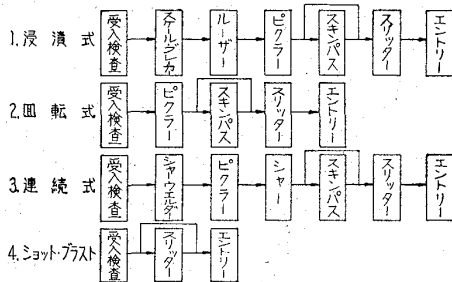 1. 浸漬式 受入検査 スケールブレカー ルーザー ピクラー スキンパス スリッター エントリー
2. 回転式 受入検査 ピクラー スキンパス スリッター エントリー
3. 連続式 受入検査 シャーウエルダー ピクラー シャー スキンパス スリッター エントリー
4. ショット・ブラスト 受入検査 スリッター エントリー